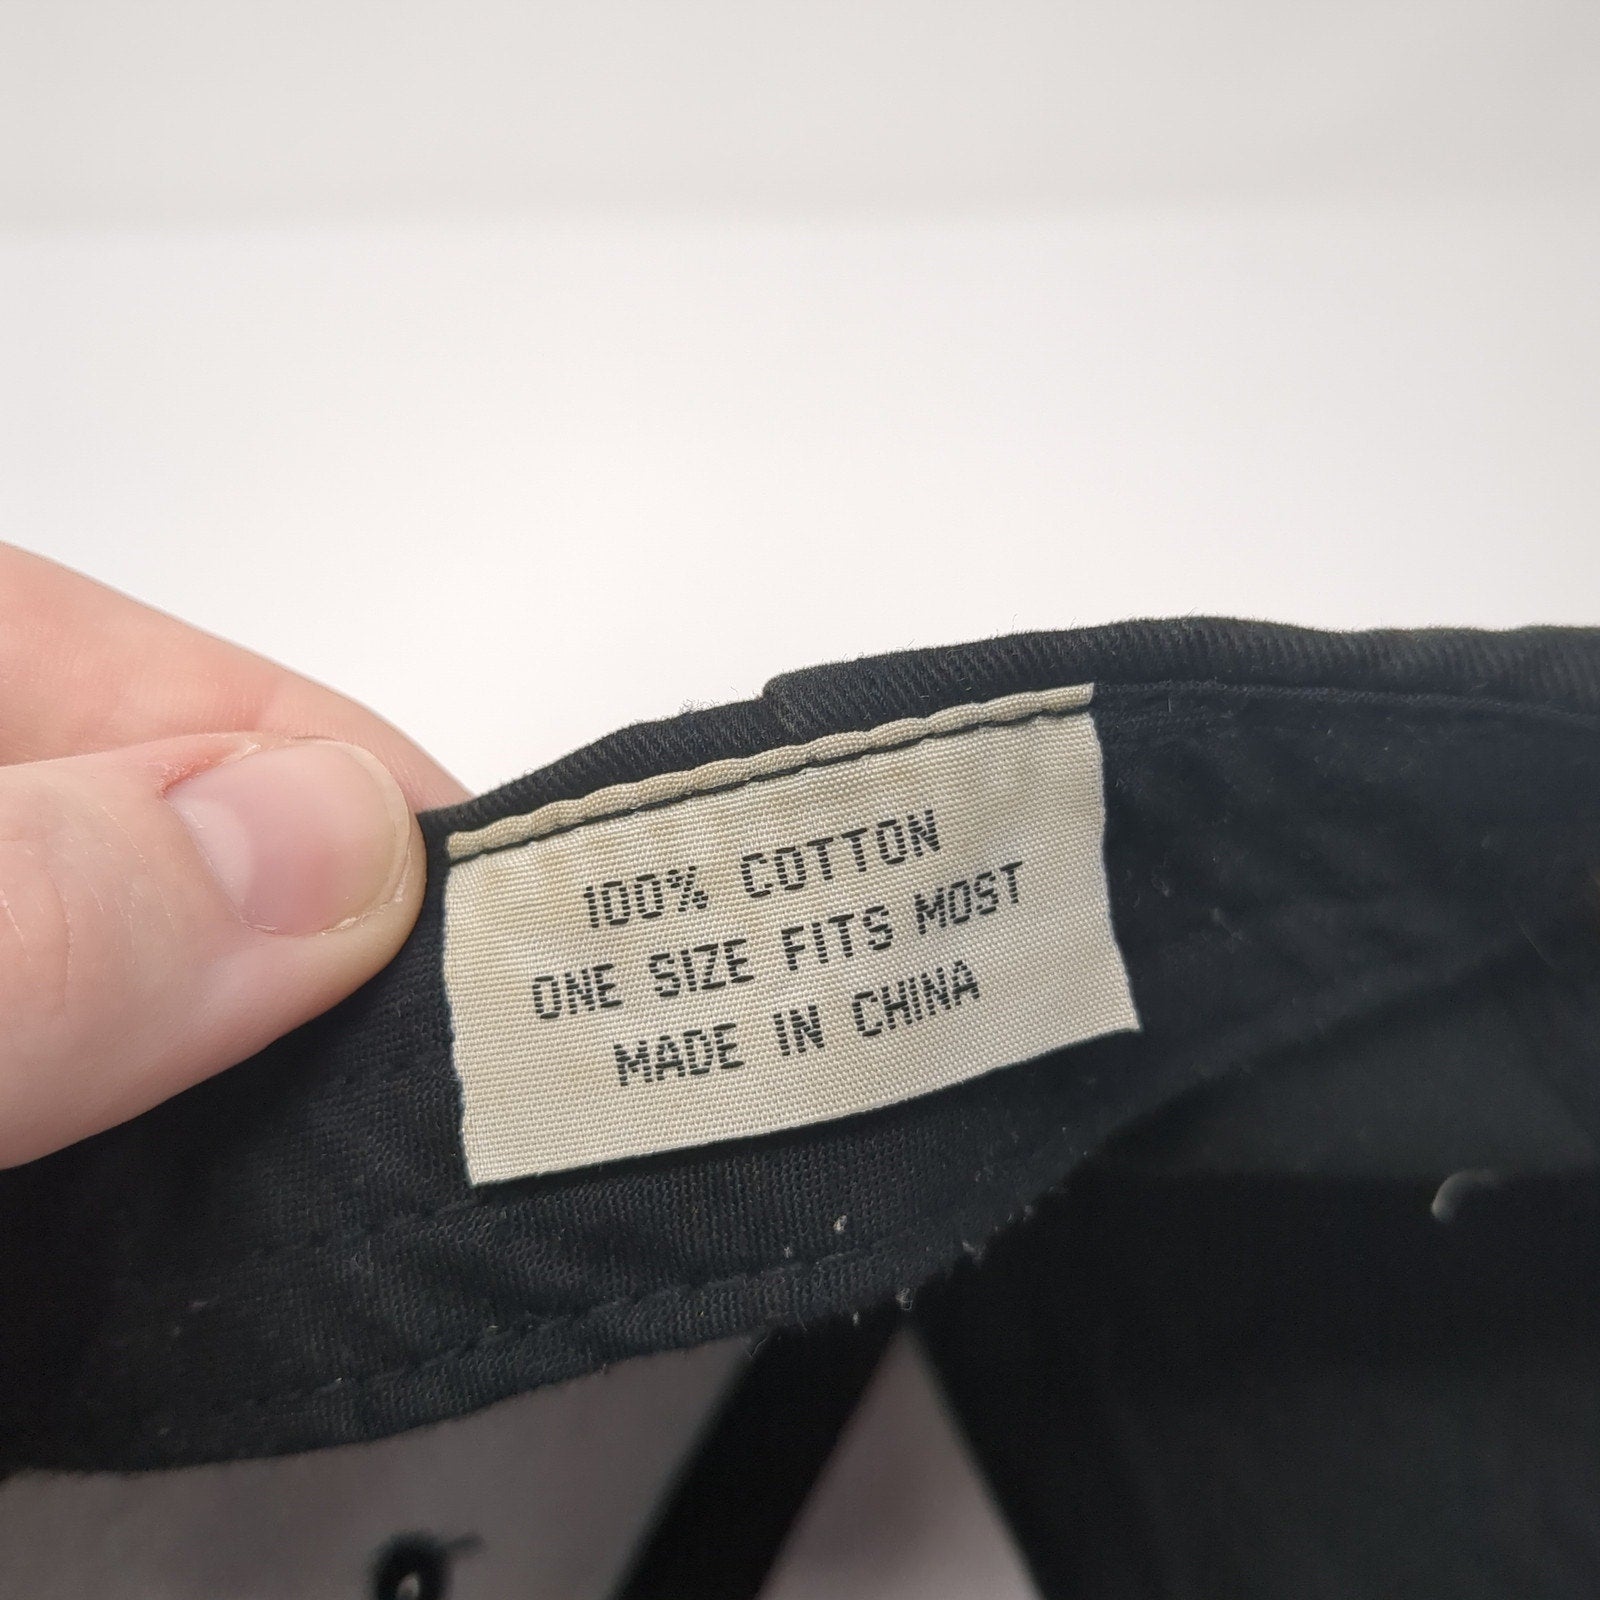 100% COTTON
ONE SIZE FITS MOST
MADE IN CHINA